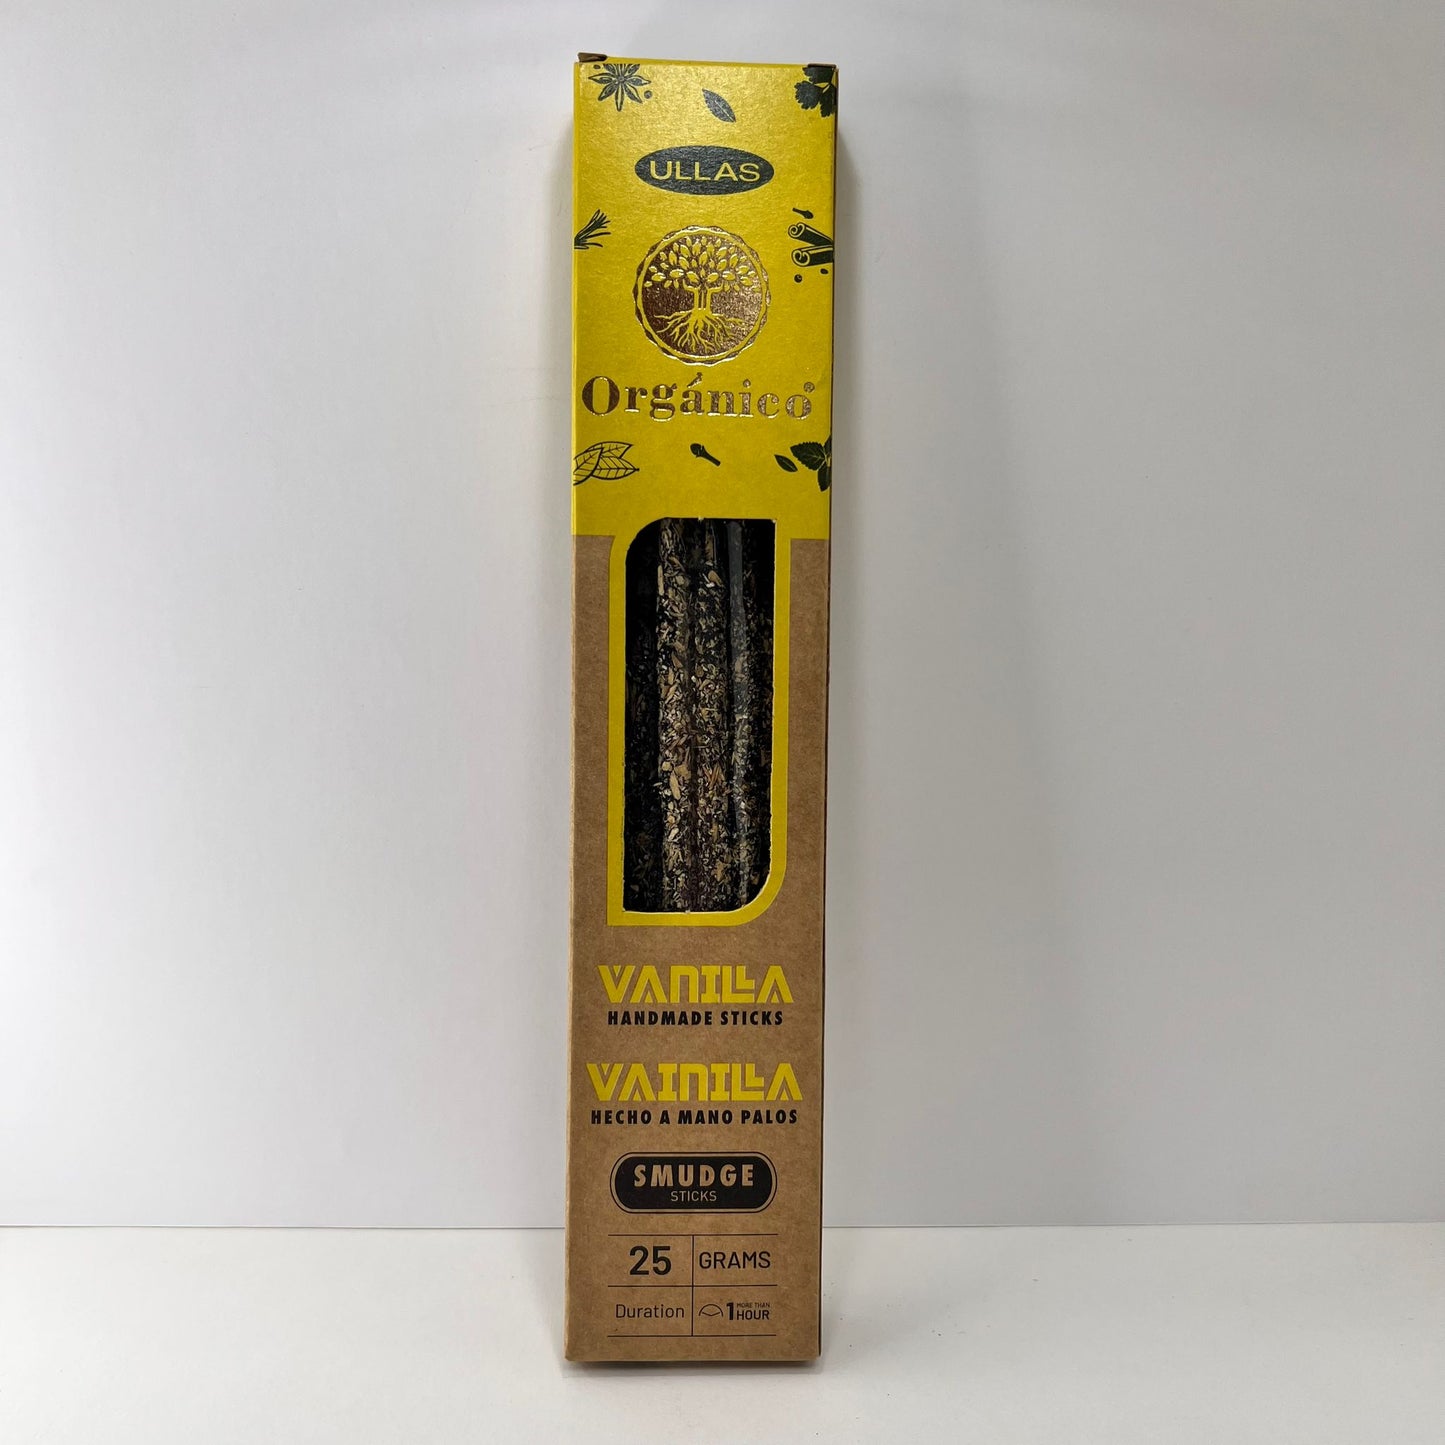 ULLAS
Orgánico®
VANILLA
HANDMADE STICKS
VAINILLA
HECHO A MANO PALOS
SMUDGE
STICKS
25 GRAMS
Duration 1 MORE THAN HOUR